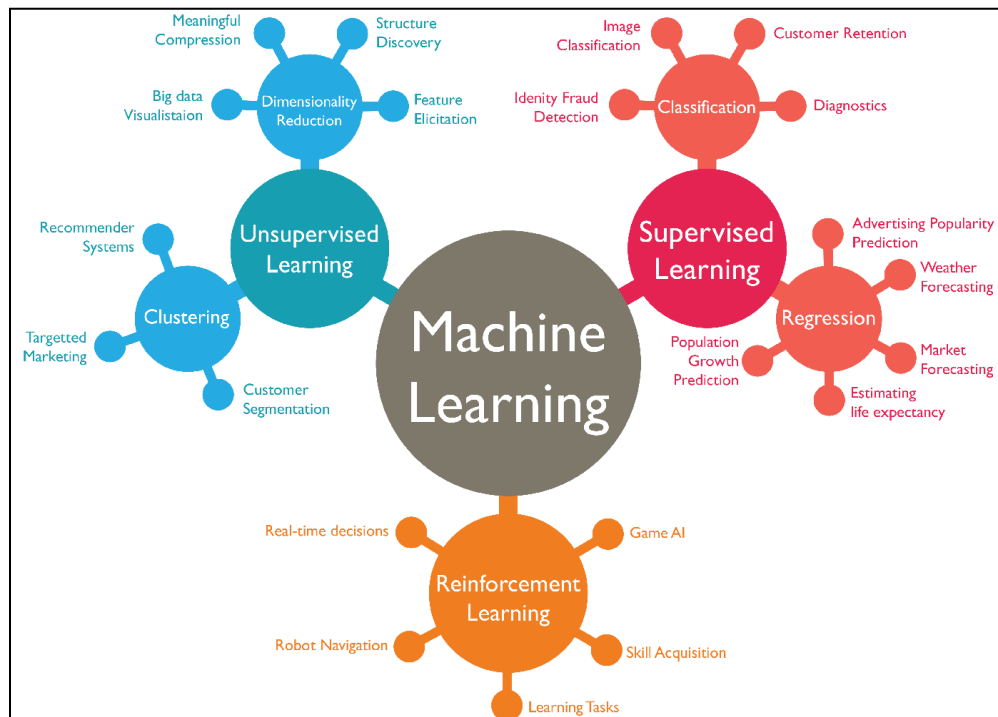 Meaningful
Compression
Structure
Discovery
Big data
Visualistaion
Dimensionality
Reduction
Feature
Elicitation
Image
Classification
Customer Retention
Idenity Fraud
Detection
Classification
Diagnostics
Recommender
Systems
Unsupervised
Learning
Clustering
Targetted
Marketing
Customer
Segmentation
Machine
Learning
Supervised
Learning
Advertising Popularity
Prediction
Weather
Forecasting
Regression
Population
Growth
Prediction
Market
Forecasting
Estimating
life expectancy
Real-time decisions
Game AI
Reinforcement
Learning
Robot Navigation
Skill Acquisition
Learning Tasks